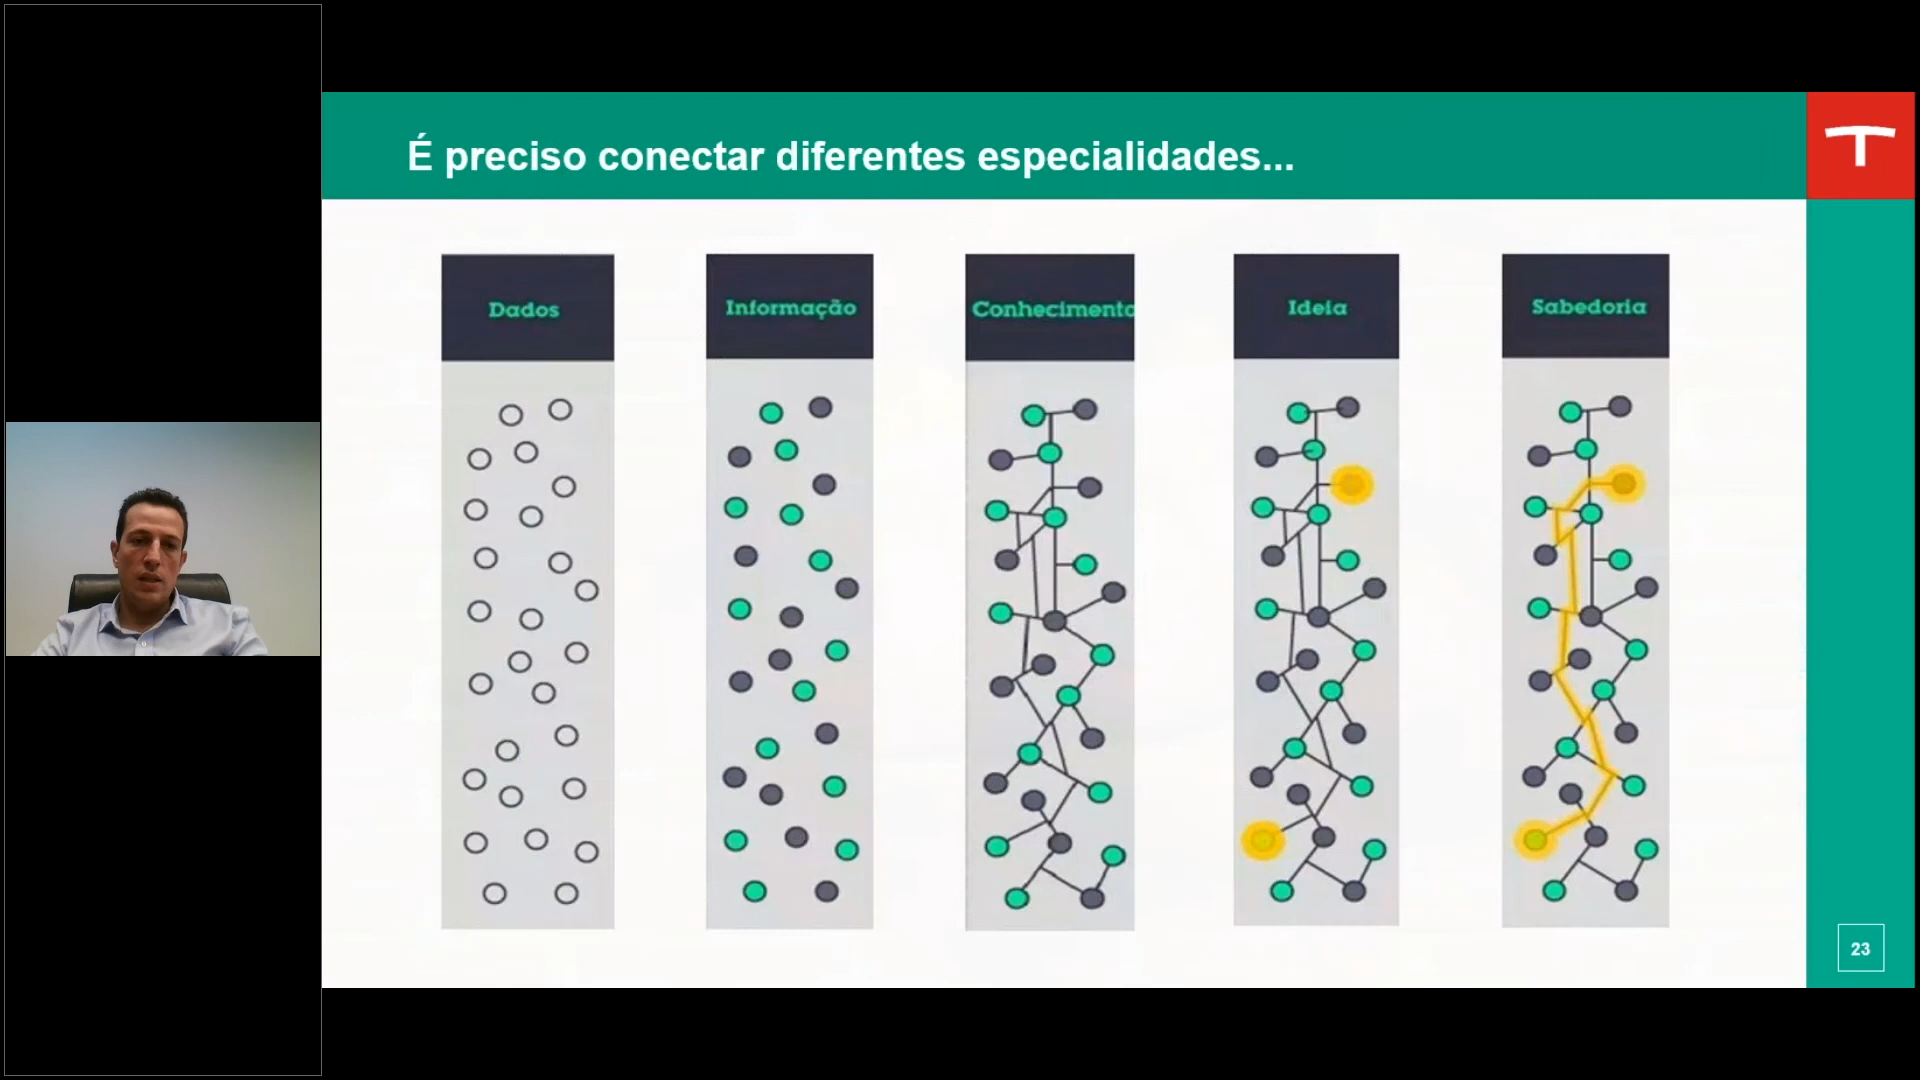 É preciso conectar diferentes especialidades...
Dados
Informação
Conhecimento
Ideia
Sabedoria
23